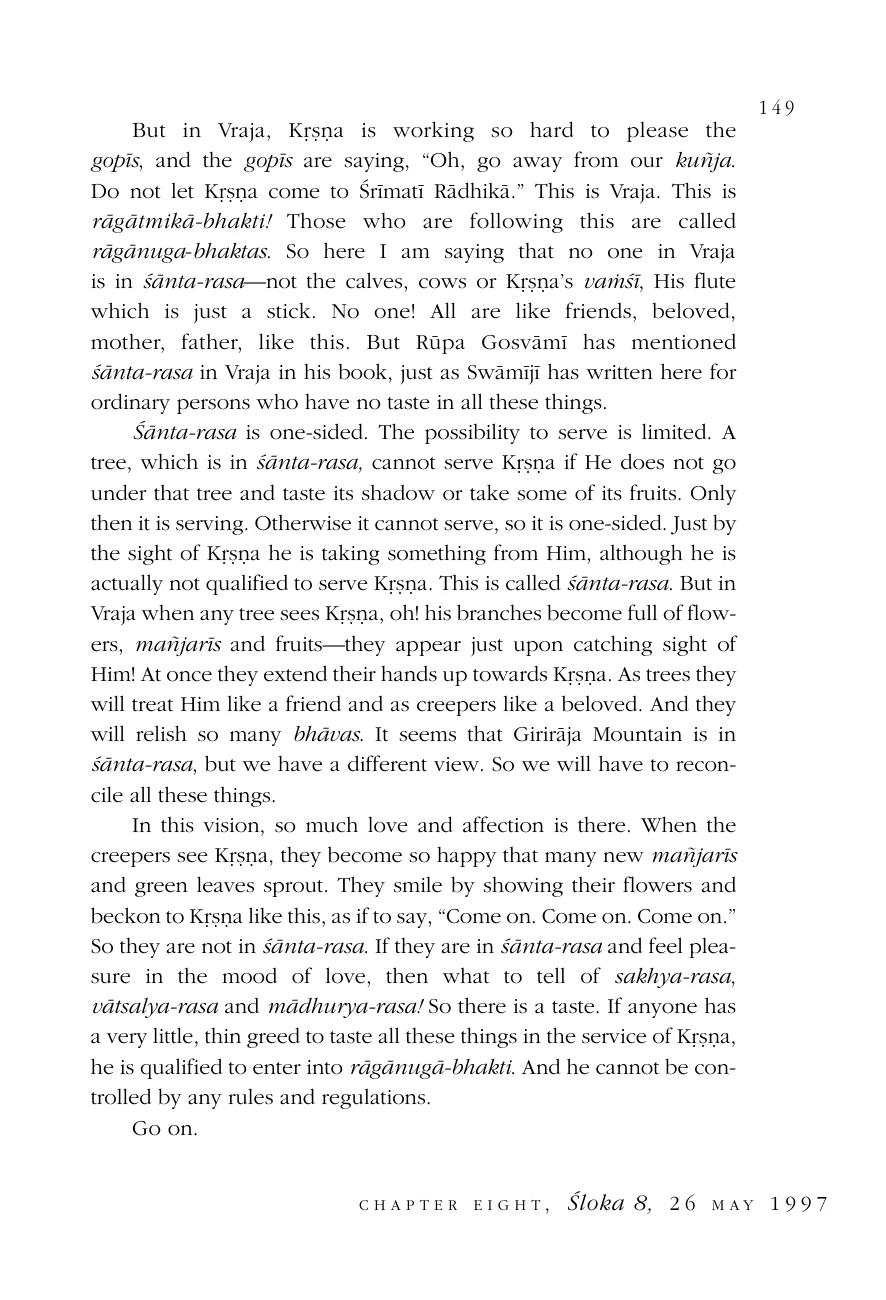 149
But in Vraja, Kṛṣṇa is working so hard to please the
gopīs, and the gopīs are saying, “Oh, go away from our kuñja.
Do not let Kṛṣṇa come to Śrīmatī Rādhikā.” This is Vraja. This is
rāgātmikā-bhakti! Those who are following this are called
rāgānuga-bhaktas. So here I am saying that no one in Vraja
is in śānta-rasa—not the calves, cows or Kṛṣṇa’s vaṁśī, His flute
which is just a stick. No one! All are like friends, beloved,
mother, father, like this. But Rūpa Gosvāmī has mentioned
śānta-rasa in Vraja in his book, just as Swāmījī has written here for
ordinary persons who have no taste in all these things.
Śānta-rasa is one-sided. The possibility to serve is limited. A
tree, which is in śānta-rasa, cannot serve Kṛṣṇa if He does not go
under that tree and taste its shadow or take some of its fruits. Only
then it is serving. Otherwise it cannot serve, so it is one-sided. Just by
the sight of Kṛṣṇa he is taking something from Him, although he is
actually not qualified to serve Kṛṣṇa. This is called śānta-rasa. But in
Vraja when any tree sees Kṛṣṇa, oh! his branches become full of flow-
ers, mañjarīs and fruits—they appear just upon catching sight of
Him! At once they extend their hands up towards Kṛṣṇa. As trees they
will treat Him like a friend and as creepers like a beloved. And they
will relish so many bhāvas. It seems that Girirāja Mountain is in
śānta-rasa, but we have a different view. So we will have to recon-
cile all these things.
In this vision, so much love and affection is there. When the
creepers see Kṛṣṇa, they become so happy that many new mañjarīs
and green leaves sprout. They smile by showing their flowers and
beckon to Kṛṣṇa like this, as if to say, “Come on. Come on. Come on.”
So they are not in śānta-rasa. If they are in śānta-rasa and feel plea-
sure in the mood of love, then what to tell of sakhya-rasa,
vātsalya-rasa and mādhurya-rasa! So there is a taste. If anyone has
a very little, thin greed to taste all these things in the service of Kṛṣṇa,
he is qualified to enter into rāgānugā-bhakti. And he cannot be con-
trolled by any rules and regulations.
Go on.
CHAPTER EIGHT, Śloka 8, 26 MAY 1997